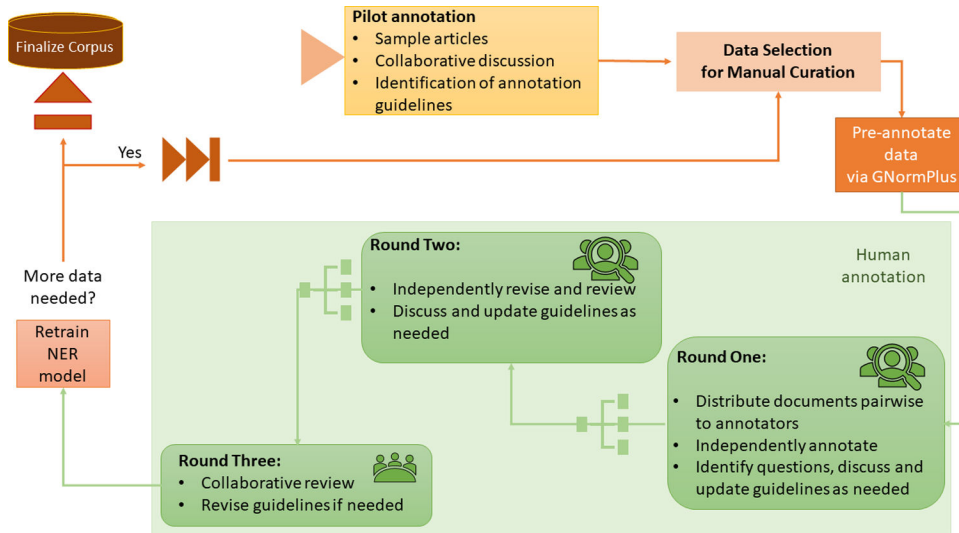 Finalize Corpus
Pilot annotation
• Sample articles
• Collaborative discussion
• Identification of annotation
guidelines
Data Selection
for Manual Curation
Yes
Pre-annotate
data
via GNormPlus
Human
annotation
Round Two:
• Independently revise and review
• Discuss and update guidelines as
needed
More data
needed?
Retrain
NER
model
Round One:
• Distribute documents pairwise
to annotators
• Independently annotate
• Identify questions, discuss and
update guidelines as needed
Round Three:
• Collaborative review
• Revise guidelines if needed